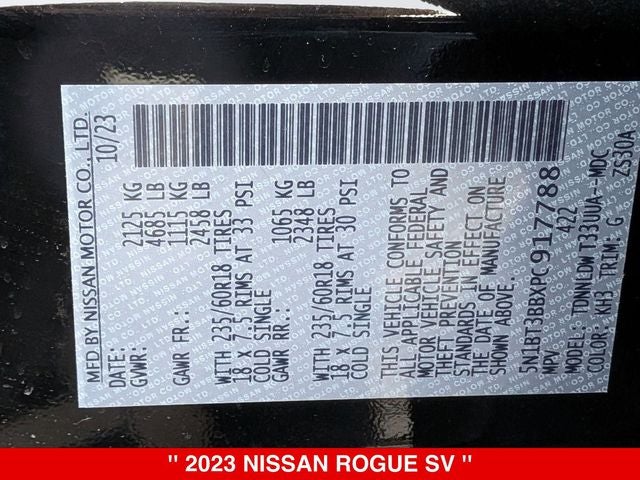 MFD BY NISSAN MOTOR CO., LTD.
DATE: 10/23
GVWR: 2125 KG
4685 LB
GAWR FR.: 1115 KG
2458 LB
WITH 235/60R18 TIRES
18 X 7.5 RIMS AT 33 PSI
COLD SINGLE
GAWR RR.: 1065 KG
2348 LB
WITH 235/60R18 TIRES
18 X 7.5 RIMS AT 30 PSI
COLD SINGLE
THIS VEHICLE CONFORMS TO
ALL APPLICABLE FEDERAL
MOTOR VEHICLE SAFETY AND
THEFT PREVENTION
STANDARDS IN EFFECT ON
THE DATE OF MANUFACTURE
SHOWN ABOVE.
5N1BT3BBXPC917788
MPV 422
MODEL: TDNNLDWT33UUA--MDC
COLOR: KH3 TRIM: G ZS30A
" 2023 NISSAN ROGUE SV "